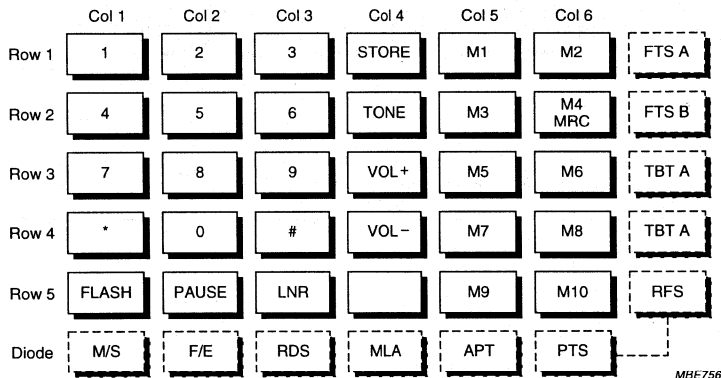 Col 1 Col 2 Col 3 Col 4 Col 5 Col 6
Row 1 1 2 3 STORE M1 M2 FTS A
Row 2 4 5 6 TONE M3 M4 MRC FTS B
Row 3 7 8 9 VOL+ M5 M6 TBT A
Row 4 * 0 # VOL− M7 M8 TBT A
Row 5 FLASH PAUSE LNR M9 M10 RFS
Diode M/S F/E RDS MLA APT PTS
MBE756